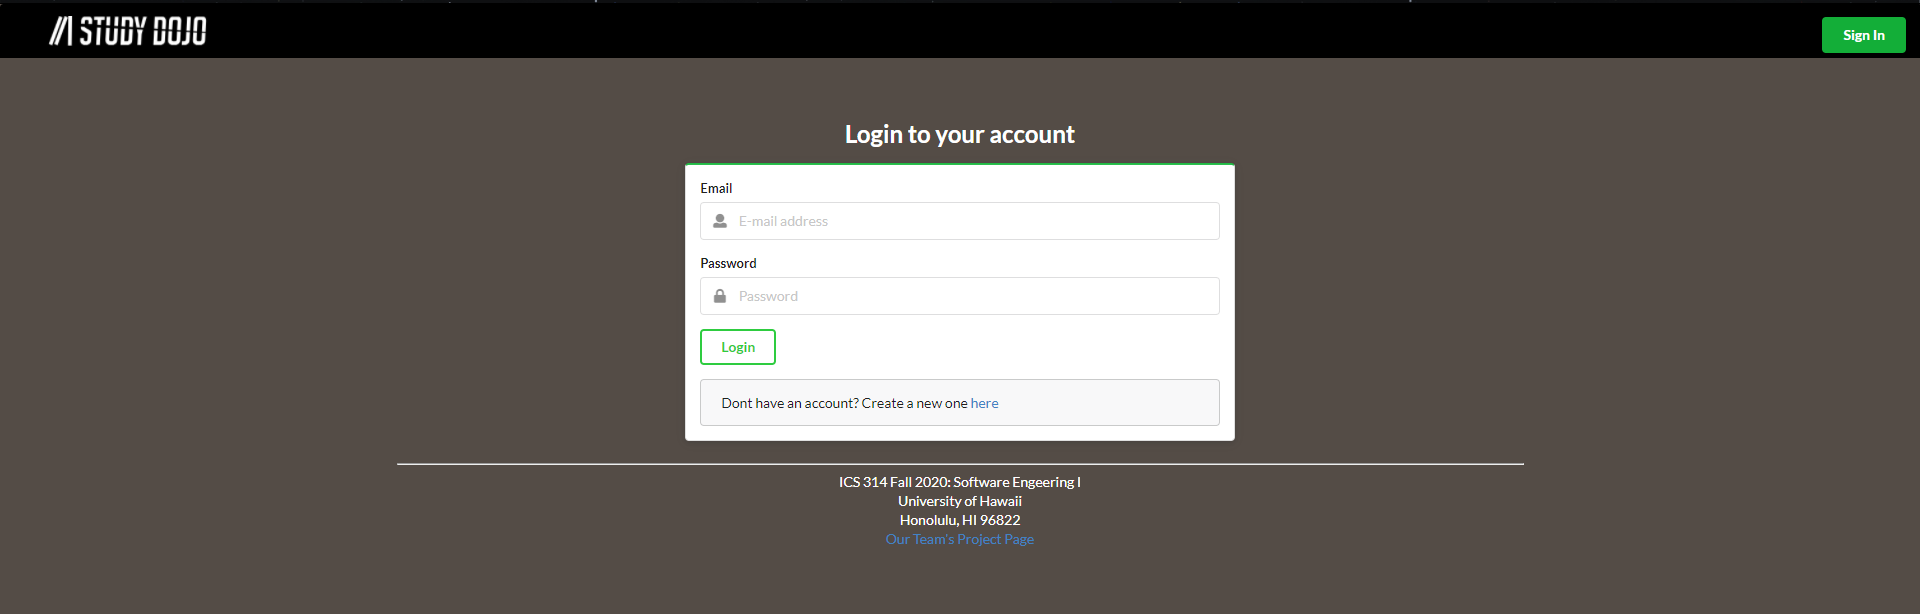 STUDY DOJO
Sign In
Login to your account
Email
E-mail address
Password
Password
Login
Dont have an account? Create a new one here
ICS 314 Fall 2020: Software Engeering I
University of Hawaii
Honolulu, HI 96822
Our Team's Project Page